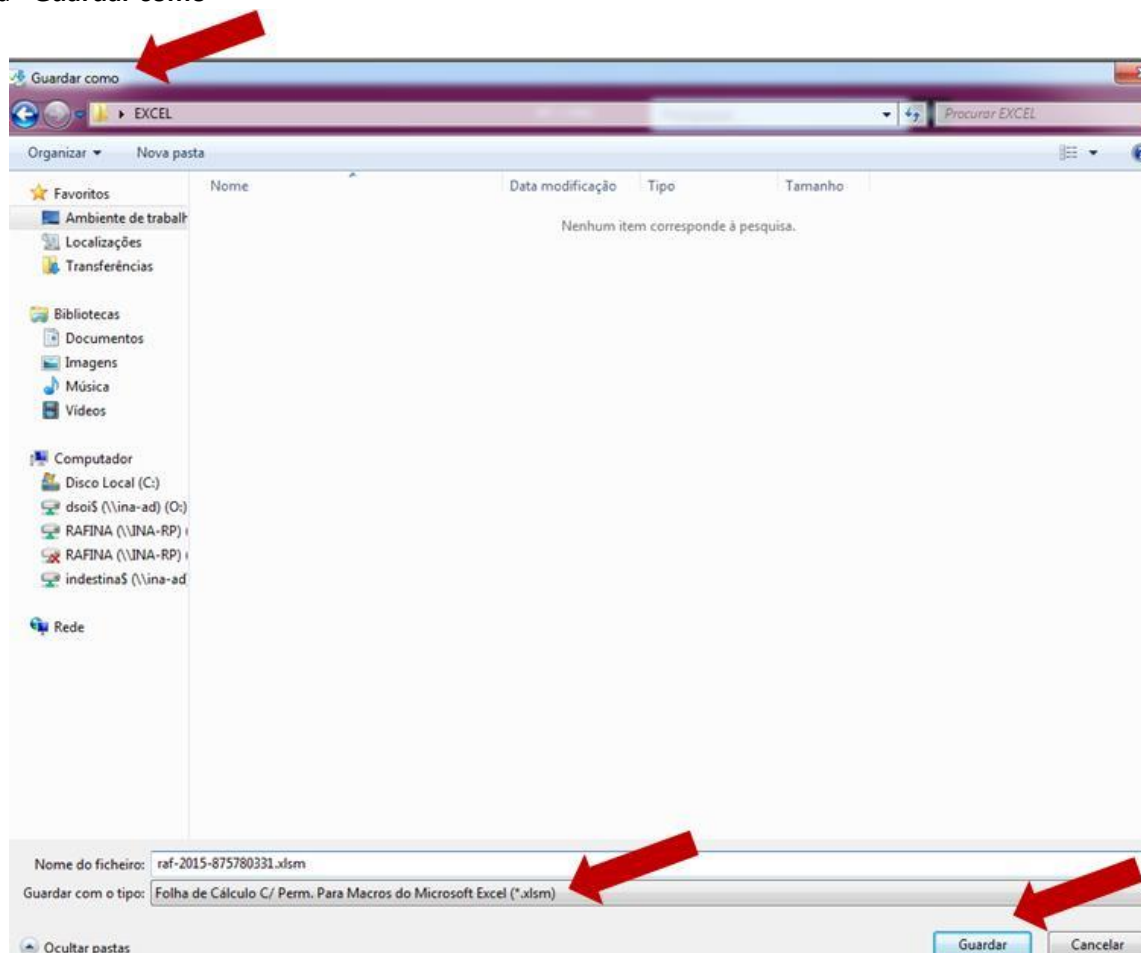 Guardar como
Guardar como
EXCEL
Procurar EXCEL
Organizar
Nova pasta
Nome
Data modificação
Tipo
Tamanho
Nenhum item corresponde à pesquisa.
Favoritos
Ambiente de trabalh
Localizações
Transferências
Bibliotecas
Documentos
Imagens
Música
Vídeos
Computador
Disco Local (C:)
dsoi$ (\\ina-ad) (O:)
RAFINA (\\INA-RP) (
RAFINA (\\INA-RP) (
indestina$ (\\ina-ad
Rede
Nome do ficheiro: raf-2015-875780331.xlsm
Guardar com o tipo: Folha de Cálculo C/ Perm. Para Macros do Microsoft Excel (*.xlsm)
Ocultar pastas
Guardar
Cancelar